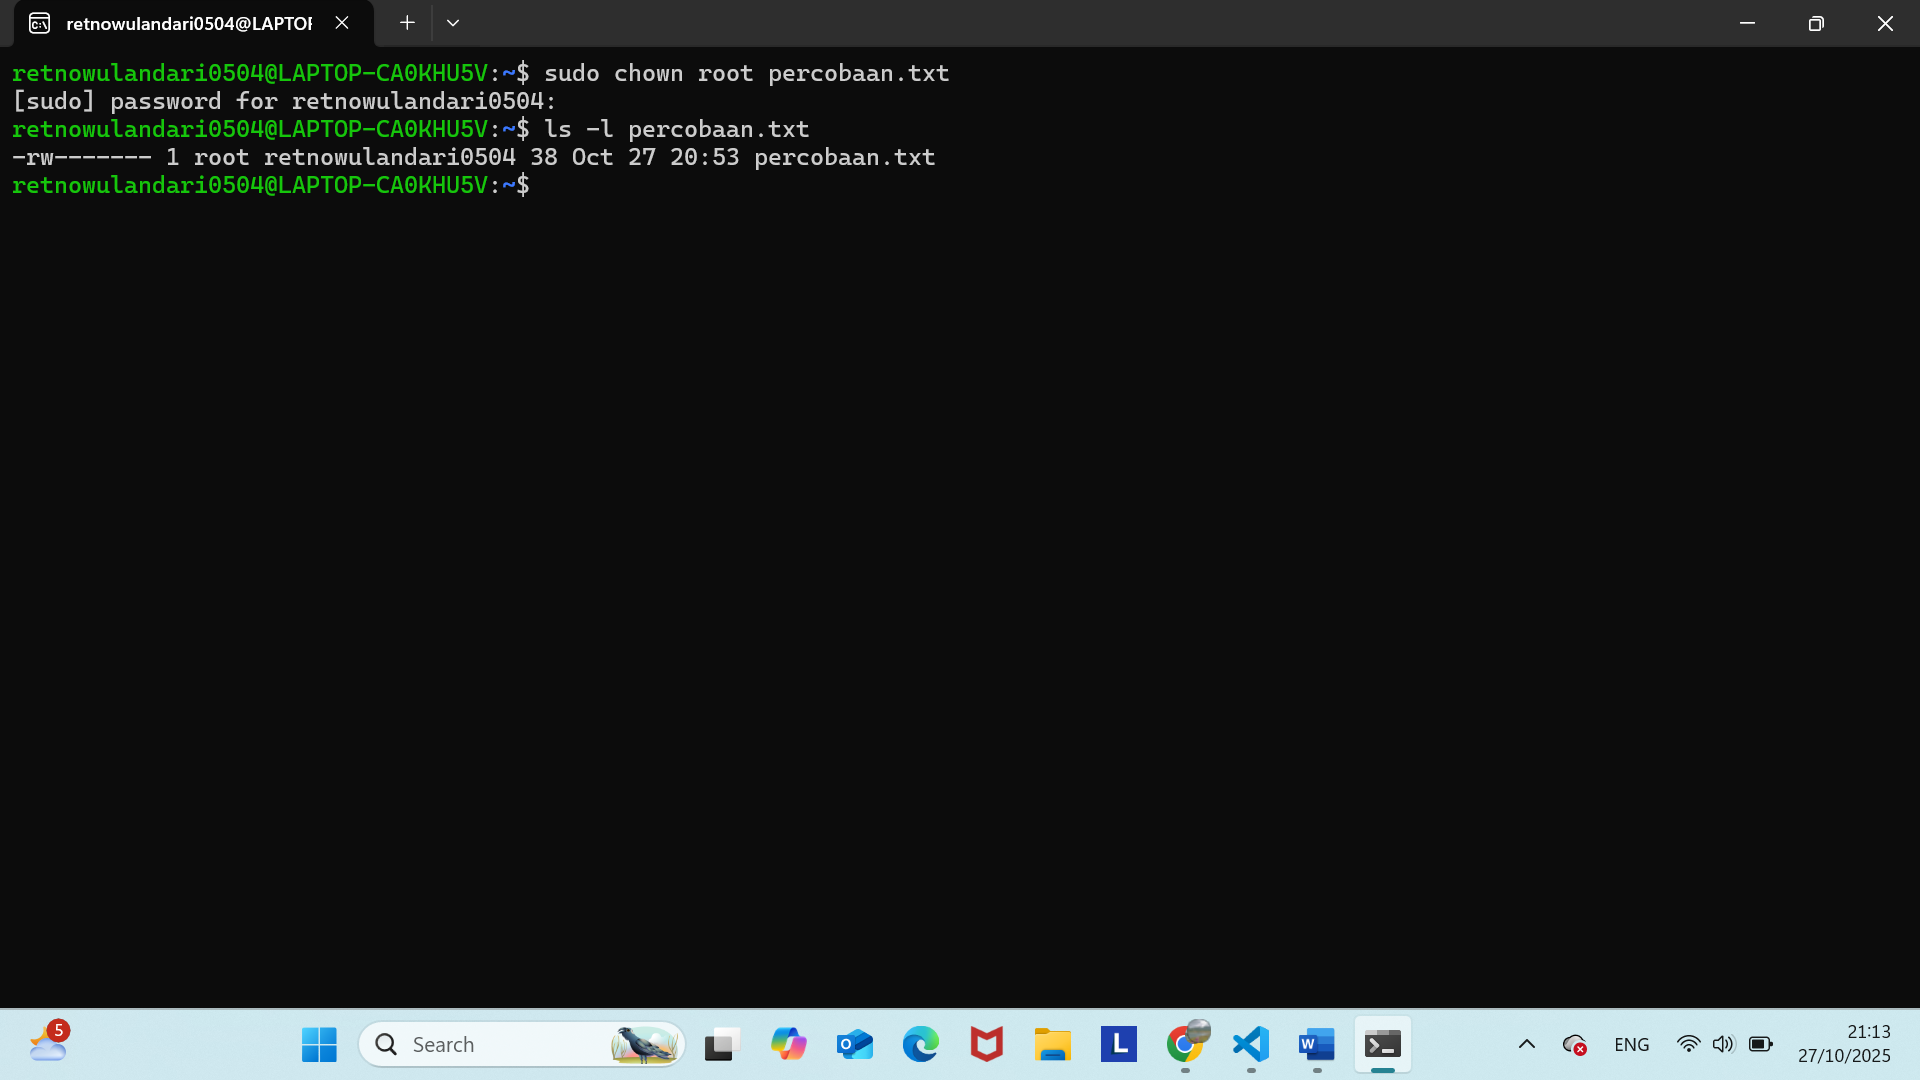 retnowulandari0504@LAPTOP
retnowulandari0504@LAPTOP-CA0KHU5V:~$ sudo chown root percobaan.txt
[sudo] password for retnowulandari0504:
retnowulandari0504@LAPTOP-CA0KHU5V:~$ ls -l percobaan.txt
-rw------- 1 root retnowulandari0504 38 Oct 27 20:53 percobaan.txt
retnowulandari0504@LAPTOP-CA0KHU5V:~$
5
Search
L
ENG
21:13
27/10/2025